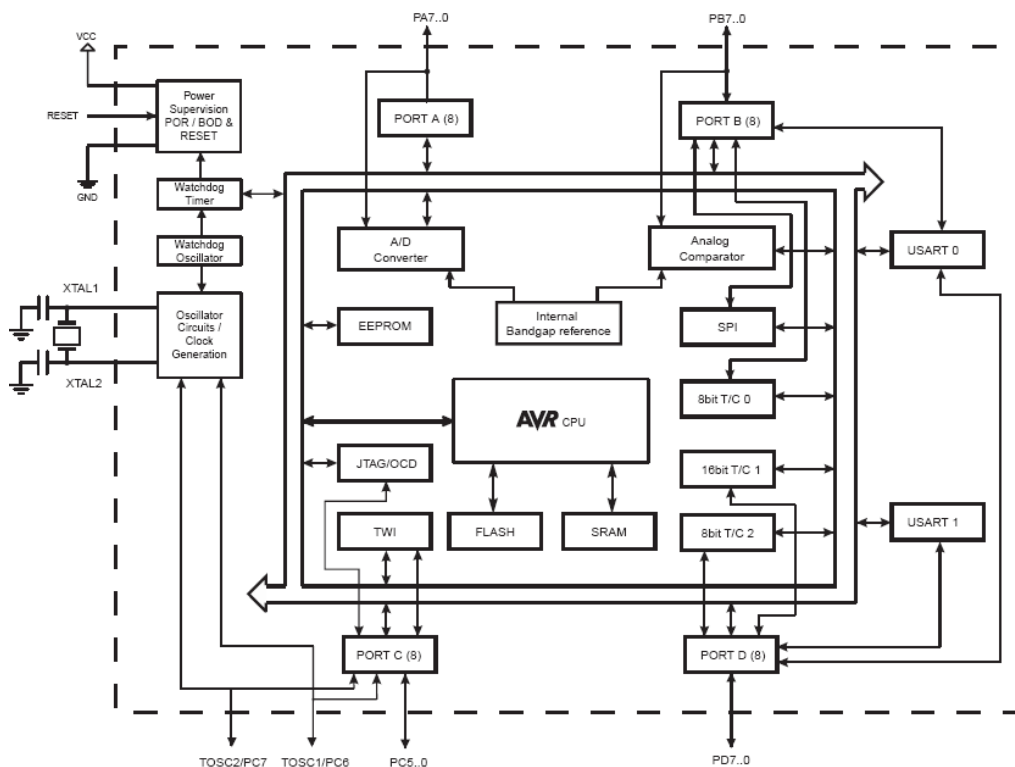 PA7..0
PB7..0
VCC
RESET
GND
Power
Supervision
POR / BOD &
RESET
PORT A (8)
PORT B (8)
Watchdog
Timer
Watchdog
Oscillator
A/D
Converter
Analog
Comparator
USART 0
XTAL1
XTAL2
Oscillator
Circuits /
Clock
Generation
EEPROM
Internal
Bandgap reference
SPI
8bit T/C 0
AVR CPU
JTAG/OCD
16bit T/C 1
TWI
FLASH
SRAM
8bit T/C 2
USART 1
PORT C (8)
PORT D (8)
TOSC2/PC7
TOSC1/PC6
PC5..0
PD7..0